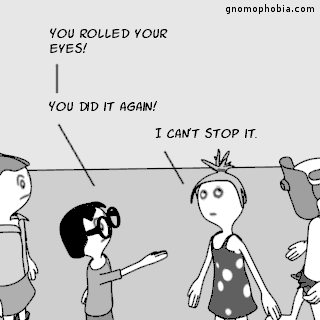 gnomophobia.com
YOU ROLLED YOUR
EYES!
YOU DID IT AGAIN!
I CAN'T STOP IT.